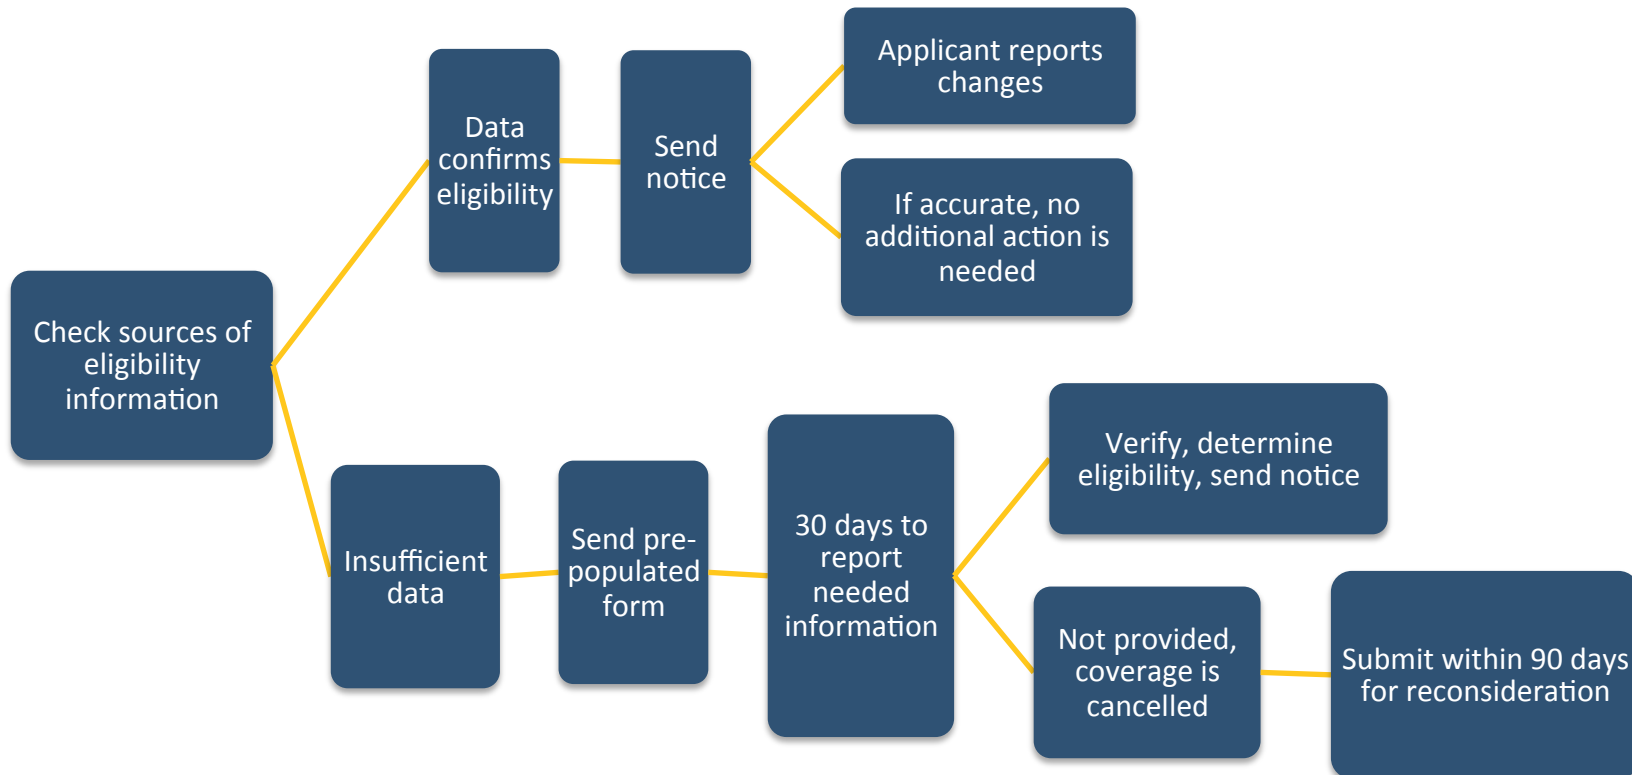 Check sources of
eligibility
information
Data
confirms
eligibility
Send
notice
Applicant reports
changes
If accurate, no
additional action is
needed
Insufficient
data
Send pre-
populated
form
30 days to
report
needed
information
Verify, determine
eligibility, send notice
Not provided,
coverage is
cancelled
Submit within 90 days
for reconsideration